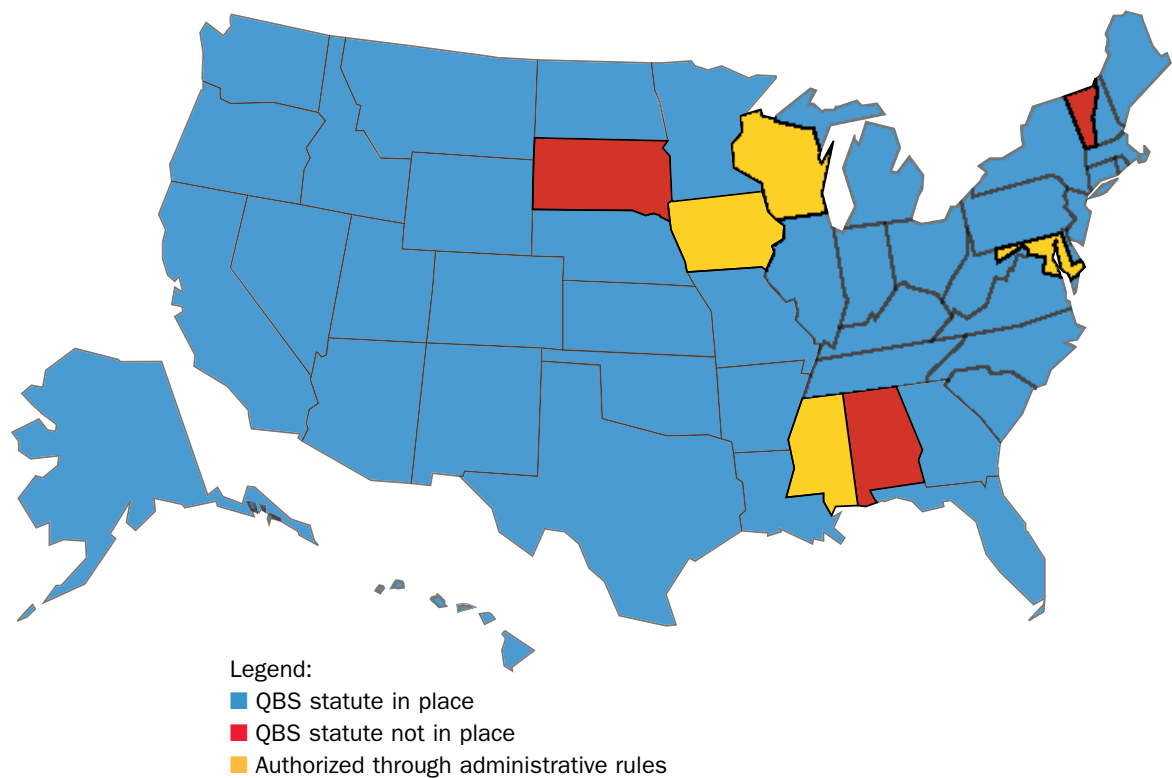 Legend:
QBS statute in place
QBS statute not in place
Authorized through administrative rules